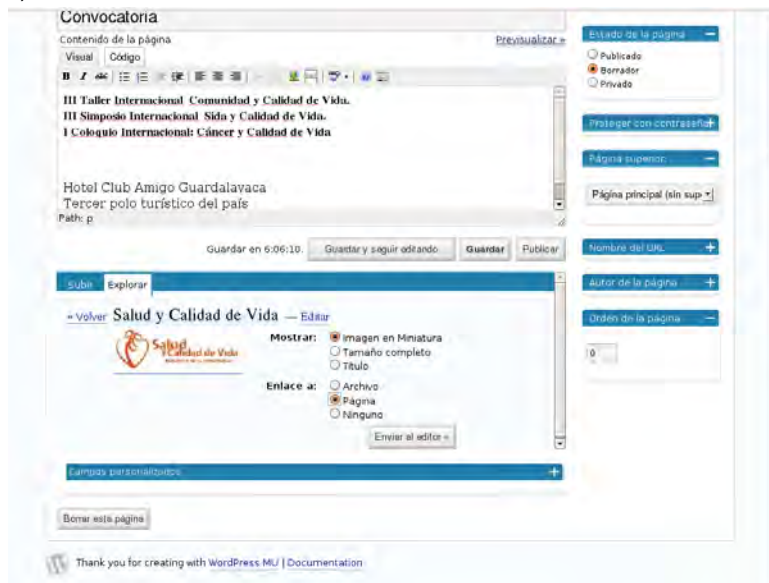 Convocatoria
Contenido de la página
Previsualizar »
Visual Código
B I ABC
III Taller Internacional Comunidad y Calidad de Vida.
III Simposio Internacional Sida y Calidad de Vida.
I Coloquio Internacional: Cáncer y Calidad de Vida
Hotel Club Amigo Guardalavaca
Tercer polo turístico del país
Path: p
Guardar en 6:06:10. Guardar y seguir editando Guardar Publicar
Subir Explorar
« Volver Salud y Calidad de Vida — Editar
Salud
y Calidad de Vida
Mostrar: Imagen en Miniatura
Tamaño completo
Título
Enlace a: Archivo
Página
Ninguno
Enviar al editor »
Campos personalizados +
Borrar esta página
Thank you for creating with WordPress MU | Documentation
Estado de la página —
Publicado
Borrador
Privado
Proteger con contraseña +
Página superior: —
Página principal (sin sup
Nombre del URL +
Autor de la página +
Orden de la página —
0